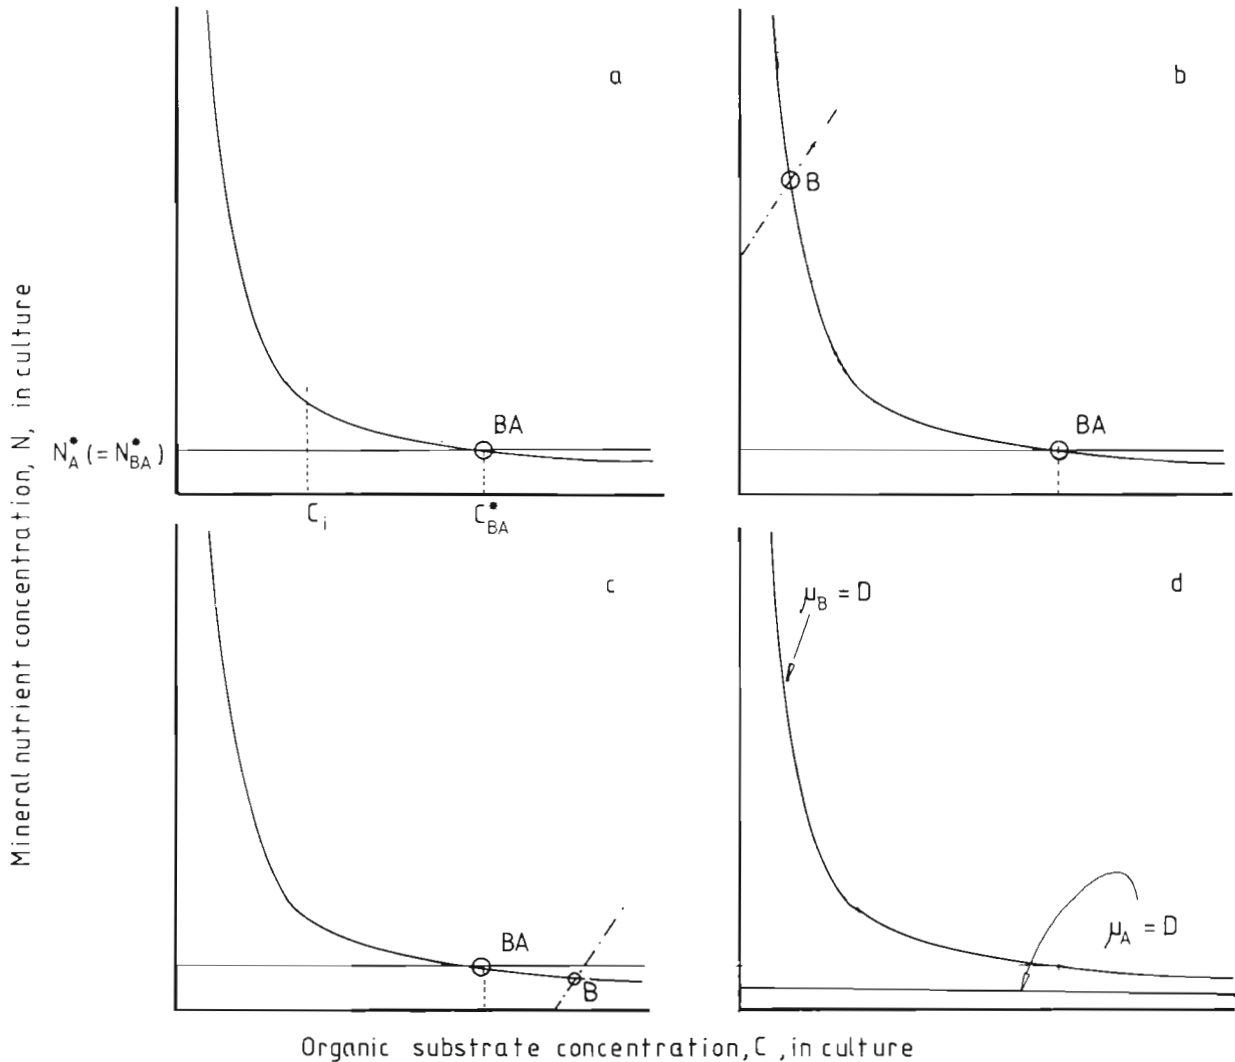 a
BA
N*A (= N*BA)
Ci
C*BA
b
B
BA
c
BA
B
d
μB = D
μA = D
Mineral nutrient concentration, N, in culture
Organic substrate concentration, C, in culture